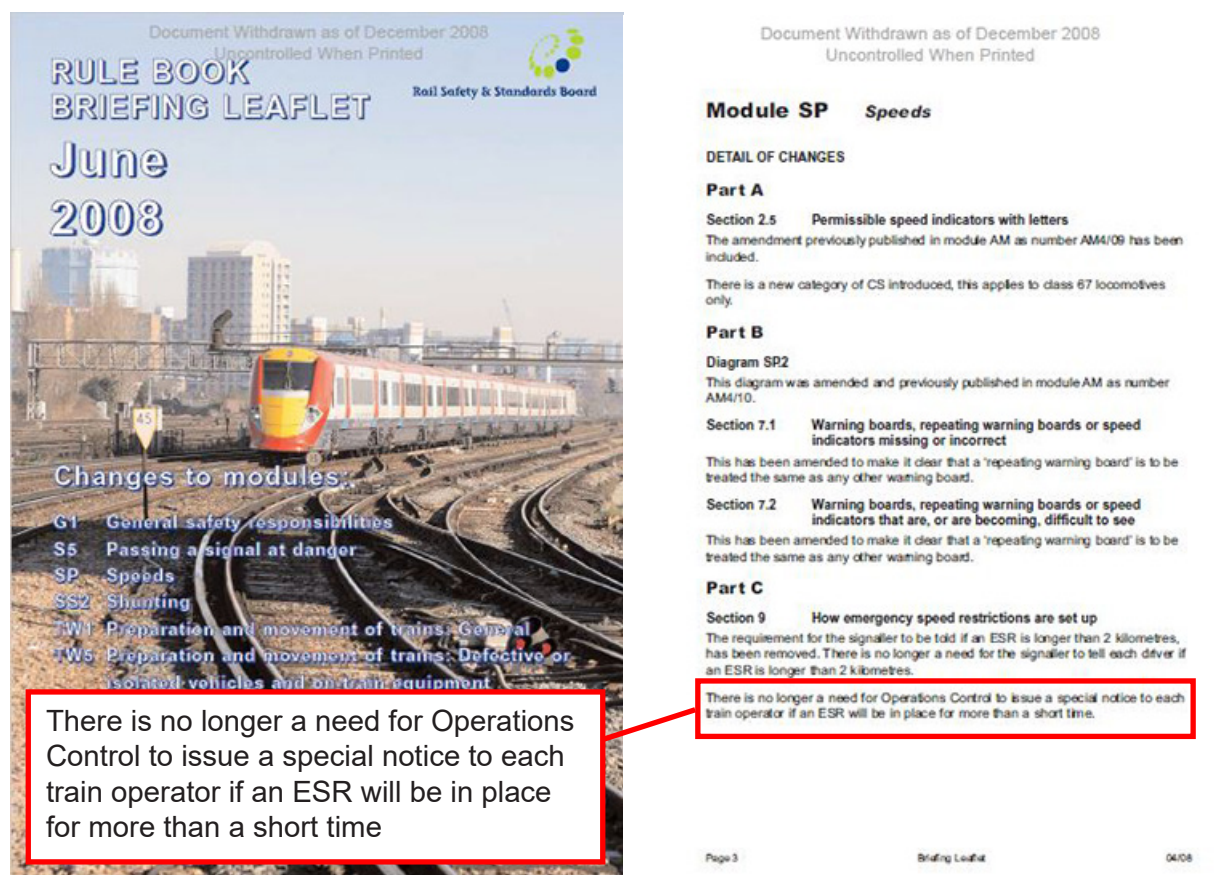 Document Withdrawn as of December 2008
Uncontrolled When Printed
RULE BOOK
BRIEFING LEAFLET
Rail Safety & Standards Board
June
2008
45
Changes to modules:.
G1 General safety responsibilities
S5 Passing a signal at danger
SP Speeds
SS2 Shunting
TW1 Preparation and movement of trains: General
TW5 Preparation and movement of trains: Defective or
isolated vehicles and on-train equipment
There is no longer a need for Operations
Control to issue a special notice to each
train operator if an ESR will be in place
for more than a short time
Document Withdrawn as of December 2008
Uncontrolled When Printed
Module SP Speeds
DETAIL OF CHANGES
Part A
Section 2.5 Permissible speed indicators with letters
The amendment previously published in module AM as number AM4/09 has been
included.
There is a new category of CS introduced, this applies to class 67 locomotives
only.
Part B
Diagram SP.2
This diagram was amended and previously published in module AM as number
AM4/10.
Section 7.1 Warning boards, repeating warning boards or speed
indicators missing or incorrect
This has been amended to make it clear that a 'repeating warning board' is to be
treated the same as any other warning board.
Section 7.2 Warning boards, repeating warning boards or speed
indicators that are, or are becoming, difficult to see
This has been amended to make it clear that a 'repeating warning board' is to be
treated the same as any other warning board.
Part C
Section 9 How emergency speed restrictions are set up
The requirement for the signaller to be told if an ESR is longer than 2 kilometres,
has been removed. There is no longer a need for the signaller to tell each driver if
an ESR is longer than 2 kilometres.
There is no longer a need for Operations Control to issue a special notice to each
train operator if an ESR will be in place for more than a short time.
Page 3 Briefing Leaflet 04/08